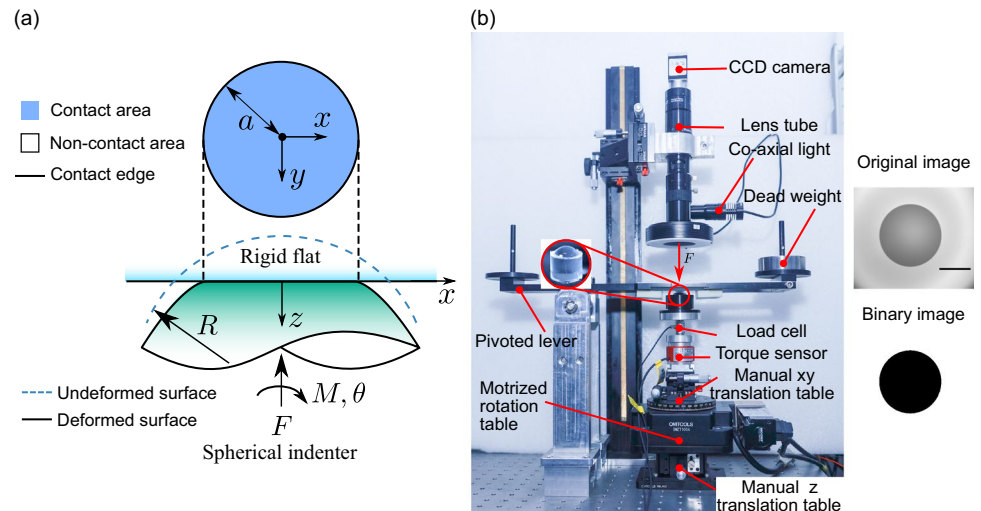 (a)
Contact area
Non-contact area
Contact edge
a
x
y
Rigid flat
x
z
R
Undeformed surface
Deformed surface
M, θ
F
Spherical indenter
(b)
CCD camera
Lens tube
Co-axial light
Dead weight
F
Pivoted lever
Load cell
Torque sensor
Manual xy
translation table
Motrized
rotation
table
OMTOOLS
Manual z
translation table
Original image
Binary image